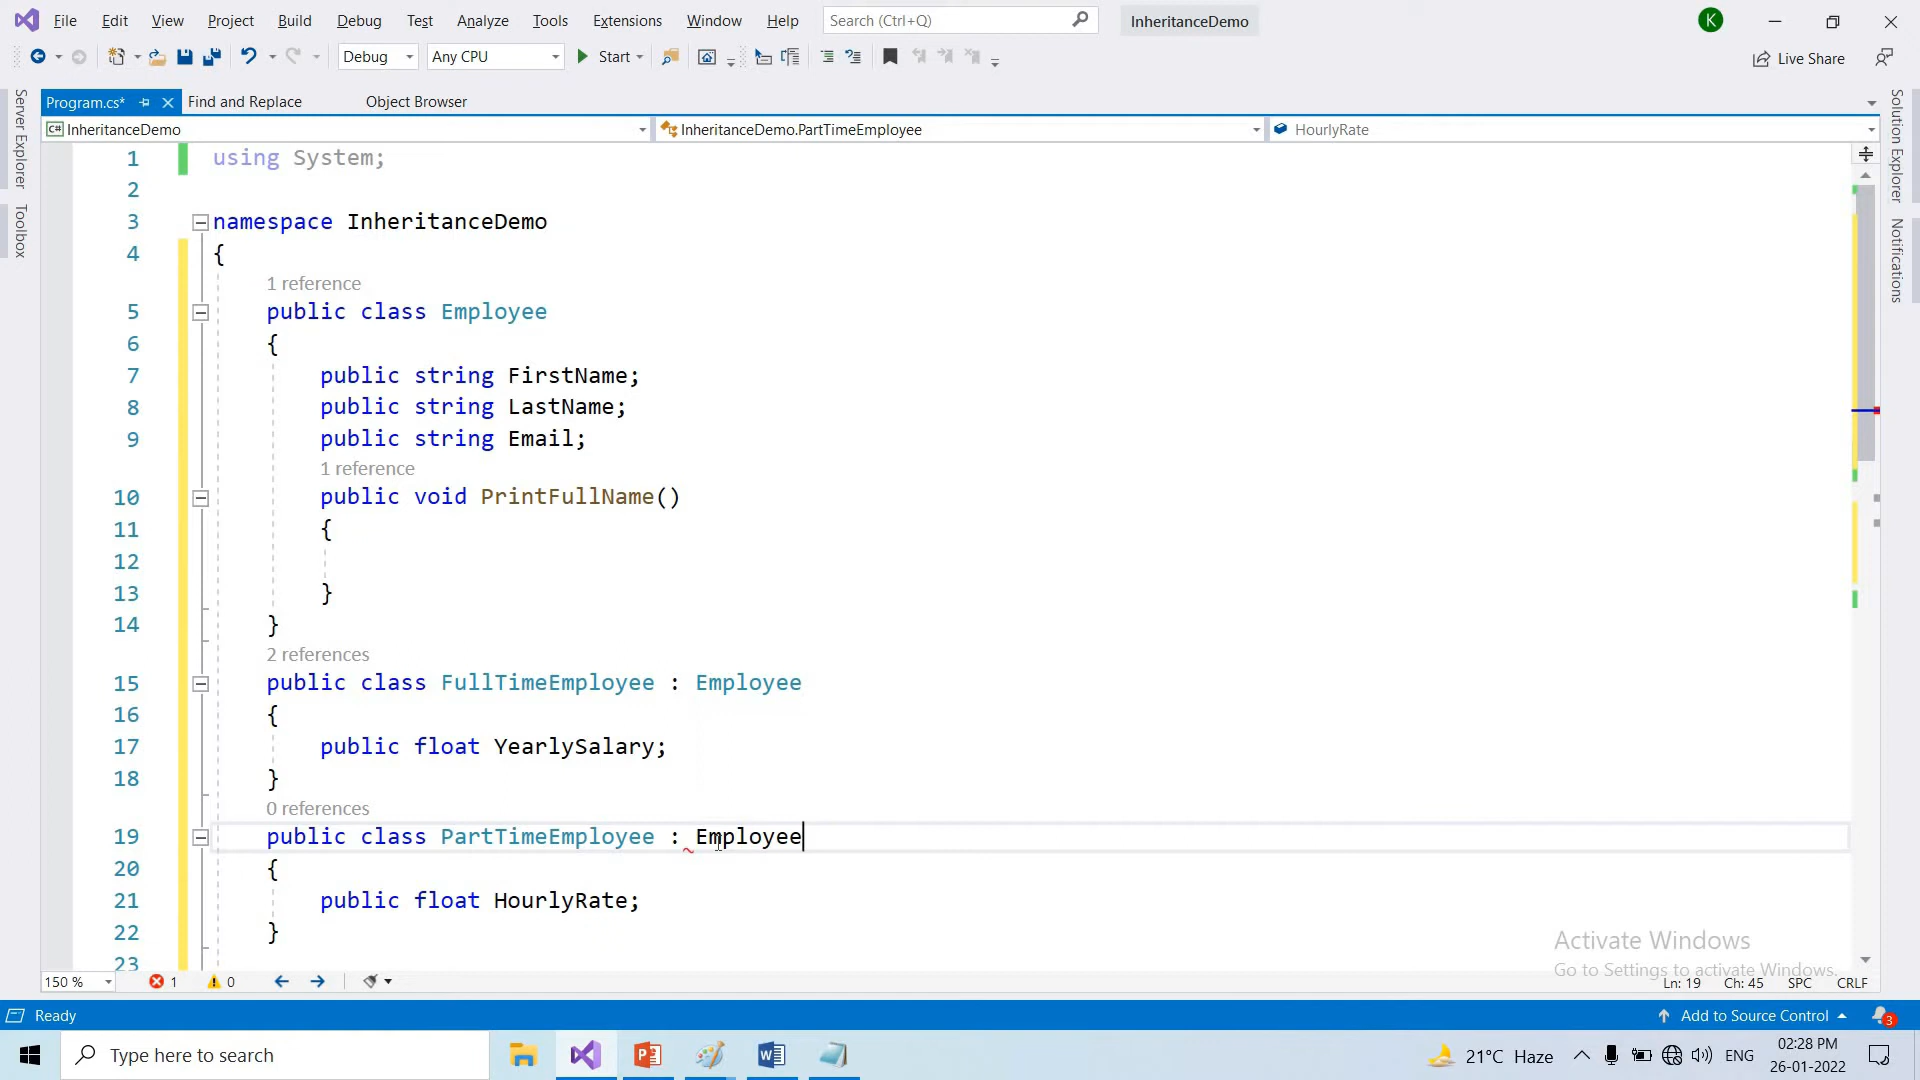 File Edit View Project Build Debug Test Analyze Tools Extensions Window Help Search (Ctrl+Q) InheritanceDemo K
Debug Any CPU Start Live Share
Program.cs* Find and Replace Object Browser
InheritanceDemo InheritanceDemo.PartTimeEmployee HourlyRate
Server Explorer
Toolbox
Solution Explorer
Notifications
1 using System;
2
3 namespace InheritanceDemo
4 {
1 reference
5 public class Employee
6 {
7 public string FirstName;
8 public string LastName;
9 public string Email;
1 reference
10 public void PrintFullName()
11 {
12
13 }
14 }
2 references
15 public class FullTimeEmployee : Employee
16 {
17 public float YearlySalary;
18 }
0 references
19 public class PartTimeEmployee : Employee
20 {
21 public float HourlyRate;
22 }
23
Activate Windows
Go to Settings to activate Windows.
150 % 1 0 Ln: 19 Ch: 45 SPC CRLF
Ready Add to Source Control 3
Type here to search 21°C Haze ENG 02:28 PM
26-01-2022